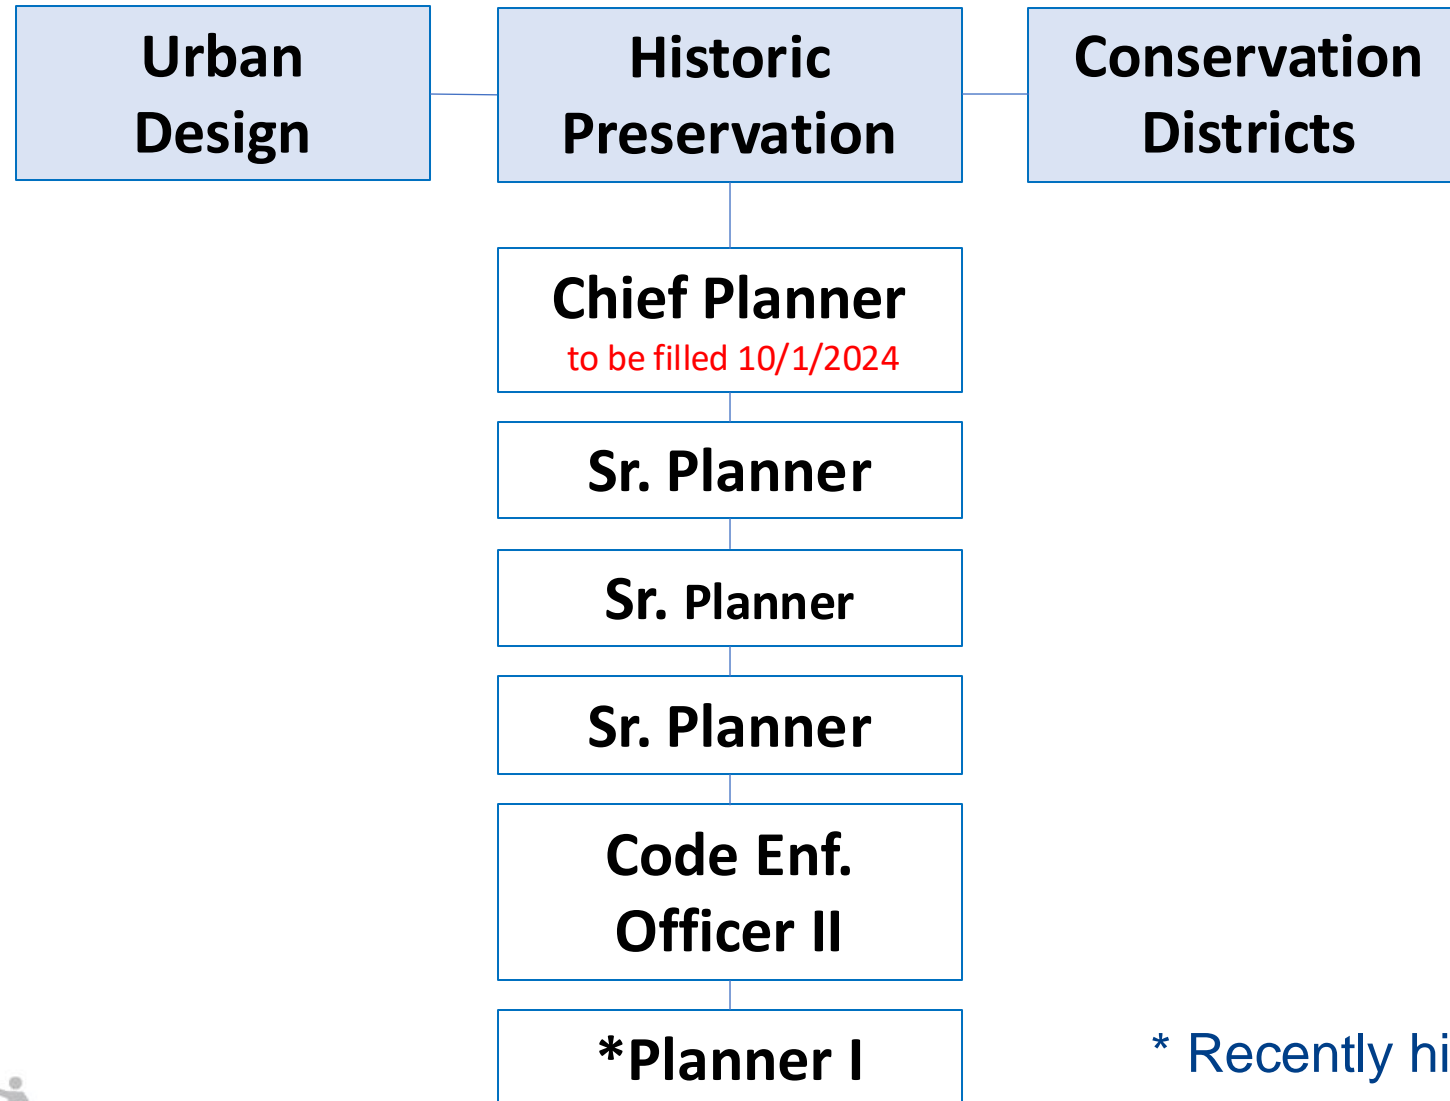 Urban
Design
Historic
Preservation
Conservation
Districts
Chief Planner
to be filled 10/1/2024
Sr. Planner
Sr. Planner
Sr. Planner
Code Enf.
Officer II
*Planner I
* Recently